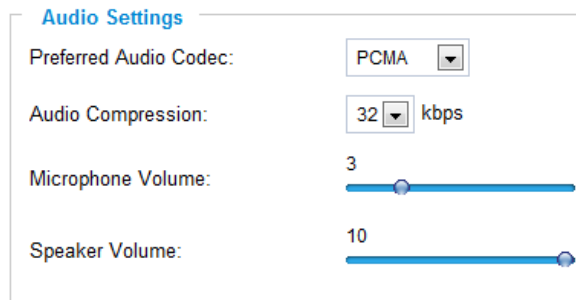 Audio Settings
Preferred Audio Codec: PCMA
Audio Compression: 32 kbps
Microphone Volume: 3
Speaker Volume: 10